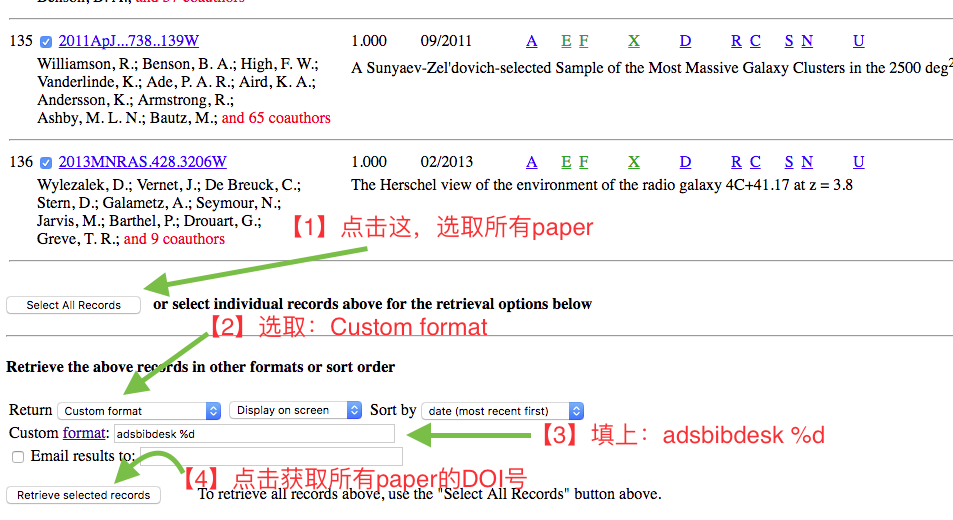 135 2011ApJ...738..139W 1.000 09/2011 A E F X D R C S N U
Williamson, R.; Benson, B. A.; High, F. W.; A Sunyaev-Zel'dovich-selected Sample of the Most Massive Galaxy Clusters in the 2500 deg2
Vanderlinde, K.; Ade, P. A. R.; Aird, K. A.;
Andersson, K.; Armstrong, R.;
Ashby, M. L. N.; Bautz, M.; and 65 coauthors
136 2013MNRAS.428.3206W 1.000 02/2013 A E F X D R C S N U
Wylezalek, D.; Vernet, J.; De Breuck, C.; The Herschel view of the environment of the radio galaxy 4C+41.17 at z = 3.8
Stern, D.; Galametz, A.; Seymour, N.;
Jarvis, M.; Barthel, P.; Drouart, G.;
Greve, T. R.; and 9 coauthors
【1】点击这，选取所有paper
Select All Records or select individual records above for the retrieval options below
【2】选取：Custom format
Retrieve the above records in other formats or sort order
Return Custom format Display on screen Sort by date (most recent first)
Custom format: adsbibdesk %d
【3】填上：adsbibdesk %d
Email results to:
【4】点击获取所有paper的DOI号
Retrieve selected records To retrieve all records above, use the "Select All Records" button above.